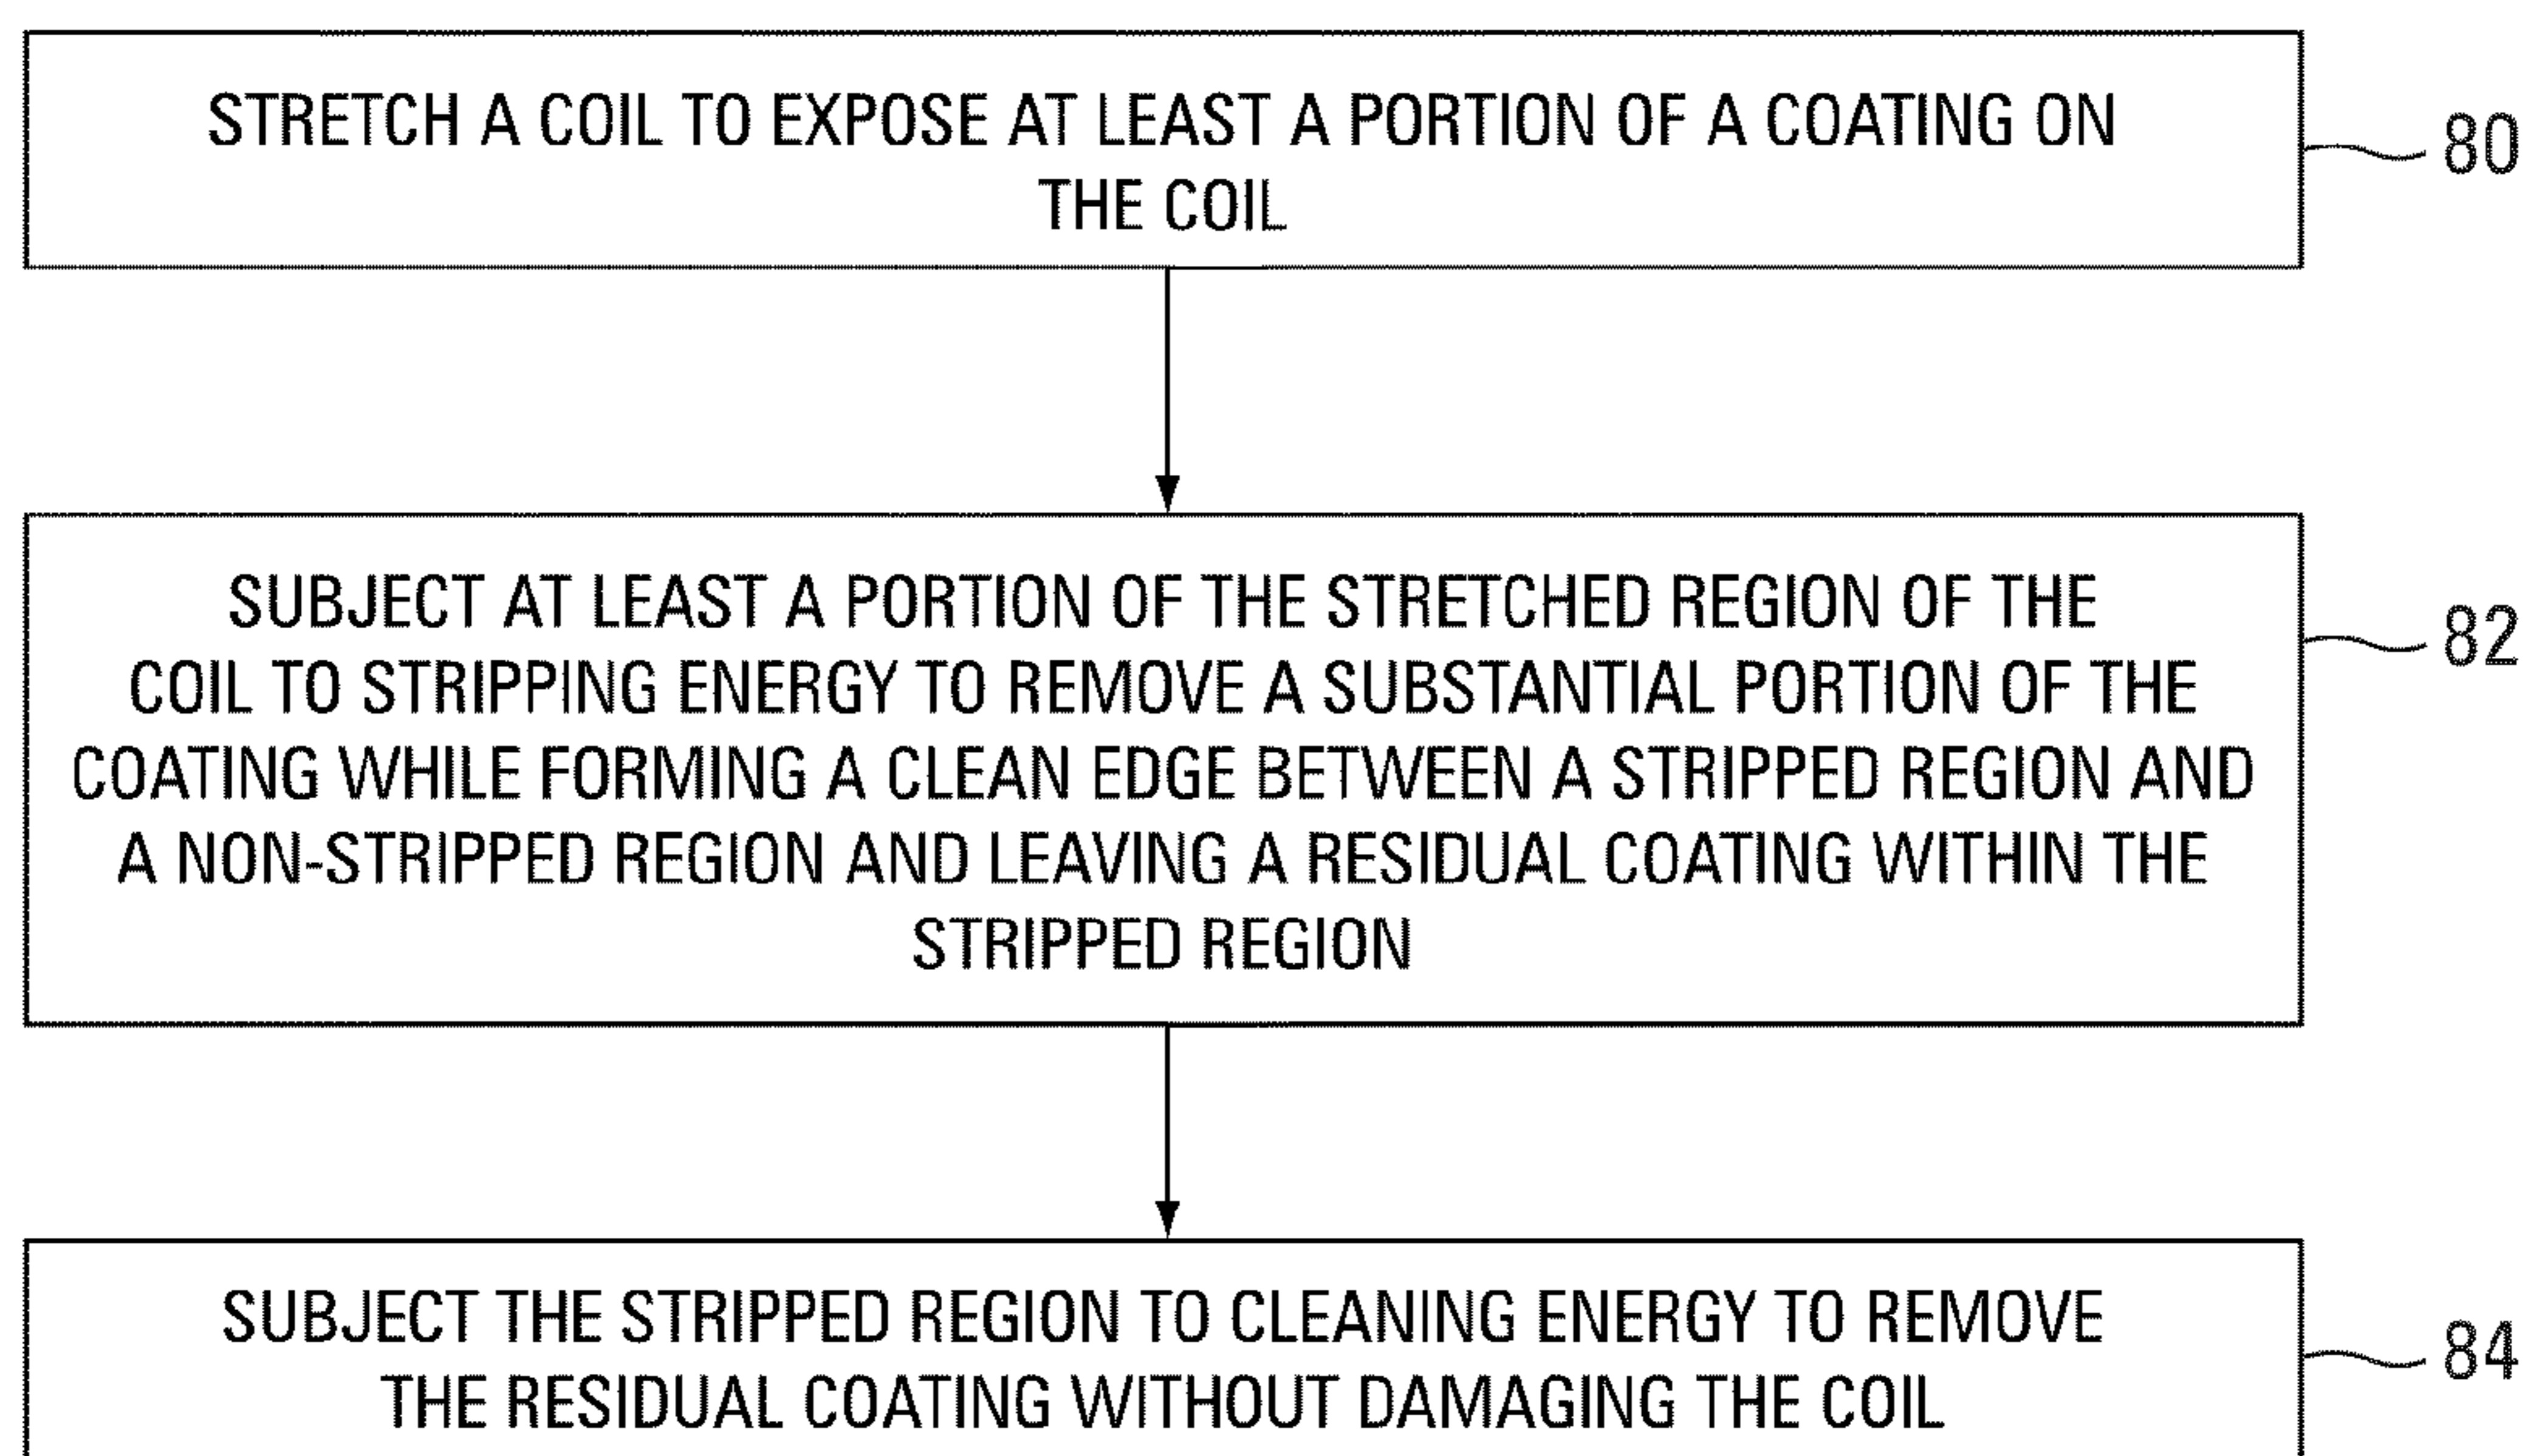 STRETCH A COIL TO EXPOSE AT LEAST A PORTION OF A COATING ON
THE COIL
80
SUBJECT AT LEAST A PORTION OF THE STRETCHED REGION OF THE
COIL TO STRIPPING ENERGY TO REMOVE A SUBSTANTIAL PORTION OF THE
COATING WHILE FORMING A CLEAN EDGE BETWEEN A STRIPPED REGION AND
A NON-STRIPPED REGION AND LEAVING A RESIDUAL COATING WITHIN THE
STRIPPED REGION
82
SUBJECT THE STRIPPED REGION TO CLEANING ENERGY TO REMOVE
THE RESIDUAL COATING WITHOUT DAMAGING THE COIL
84